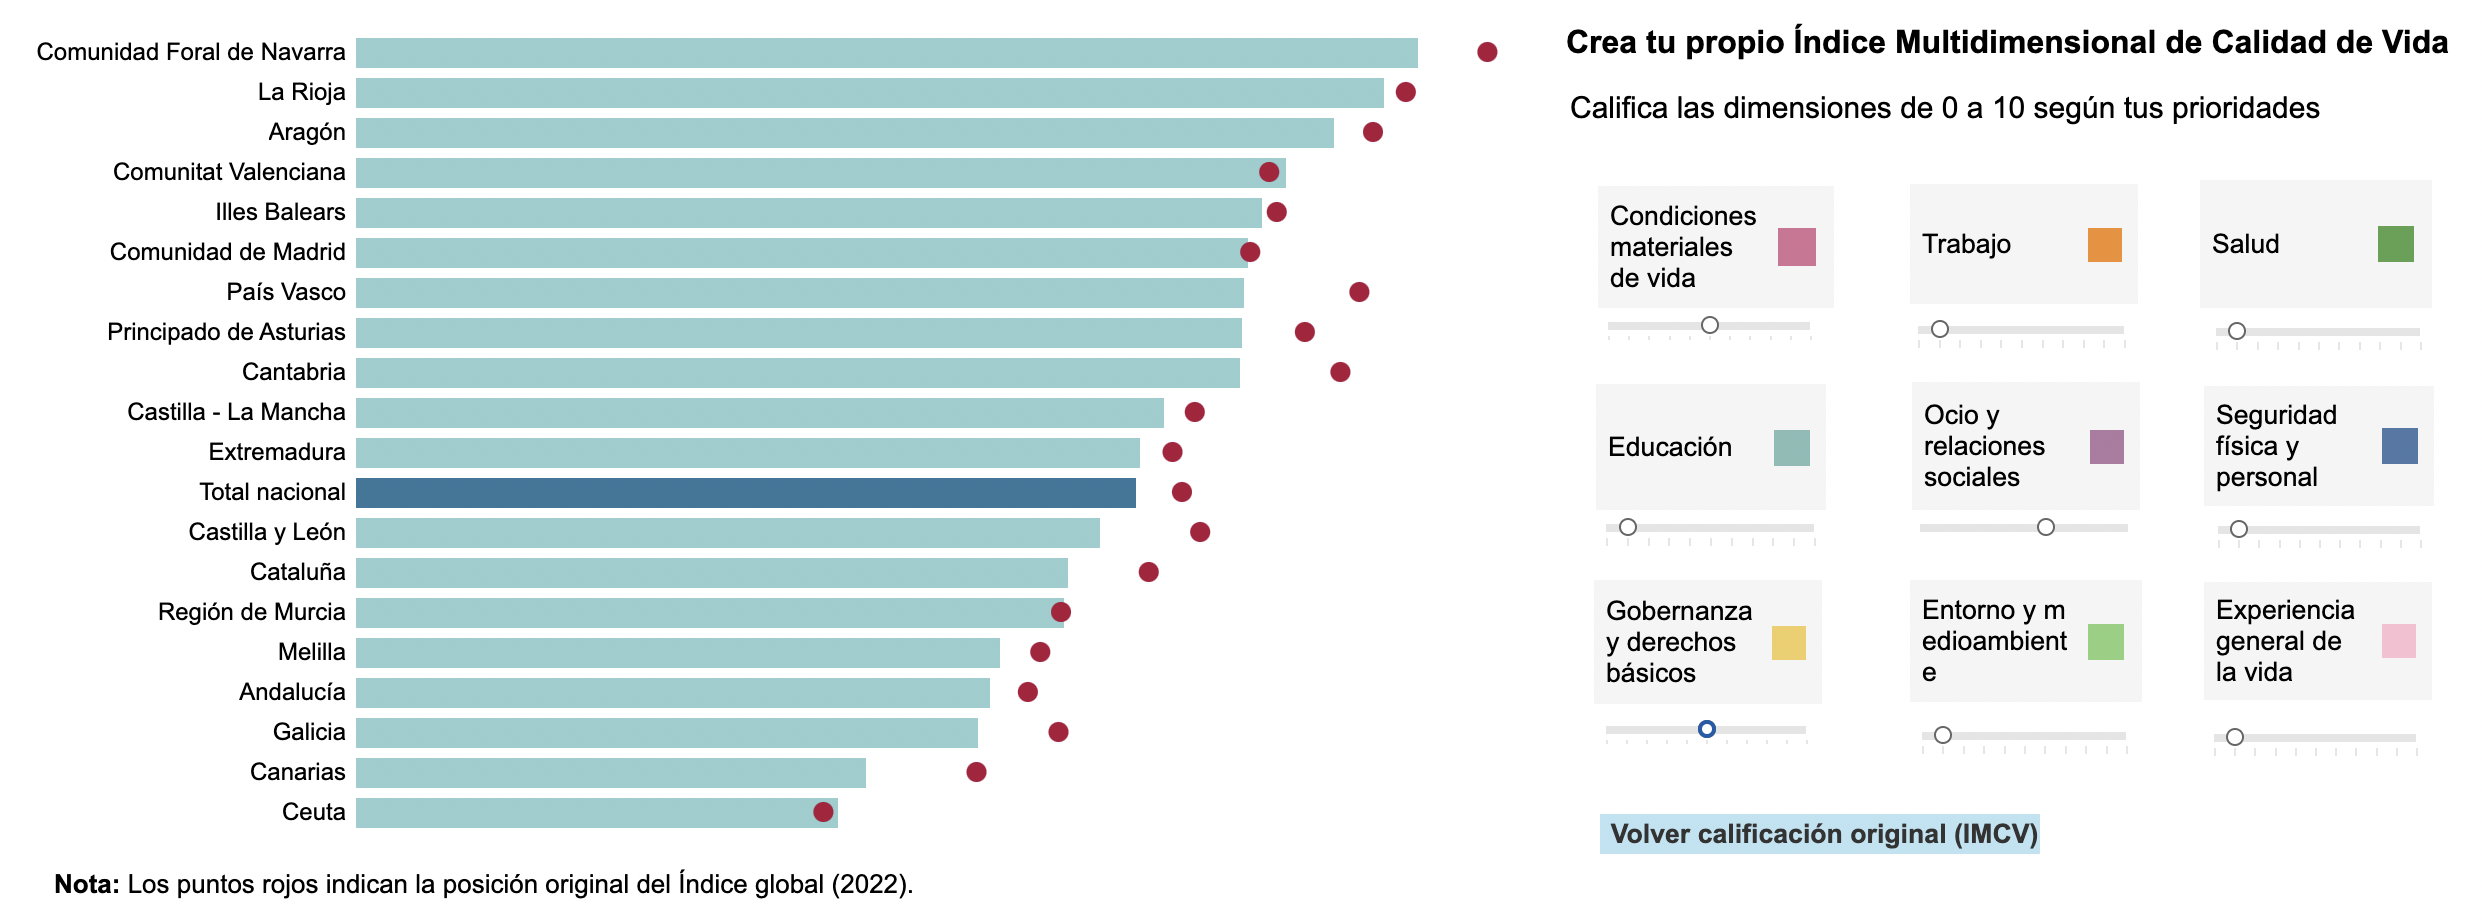 Comunidad Foral de Navarra
La Rioja
Aragón
Comunitat Valenciana
Illes Balears
Comunidad de Madrid
País Vasco
Principado de Asturias
Cantabria
Castilla - La Mancha
Extremadura
Total nacional
Castilla y León
Cataluña
Región de Murcia
Melilla
Andalucía
Galicia
Canarias
Ceuta
Nota: Los puntos rojos indican la posición original del Índice global (2022).
Crea tu propio Índice Multidimensional de Calidad de Vida
Califica las dimensiones de 0 a 10 según tus prioridades
Condiciones
materiales
de vida
Trabajo
Salud
Educación
Ocio y
relaciones
sociales
Seguridad
física y
personal
Gobernanza
y derechos
básicos
Entorno y m
edioambient
e
Experiencia
general de
la vida
Volver calificación original (IMCV)